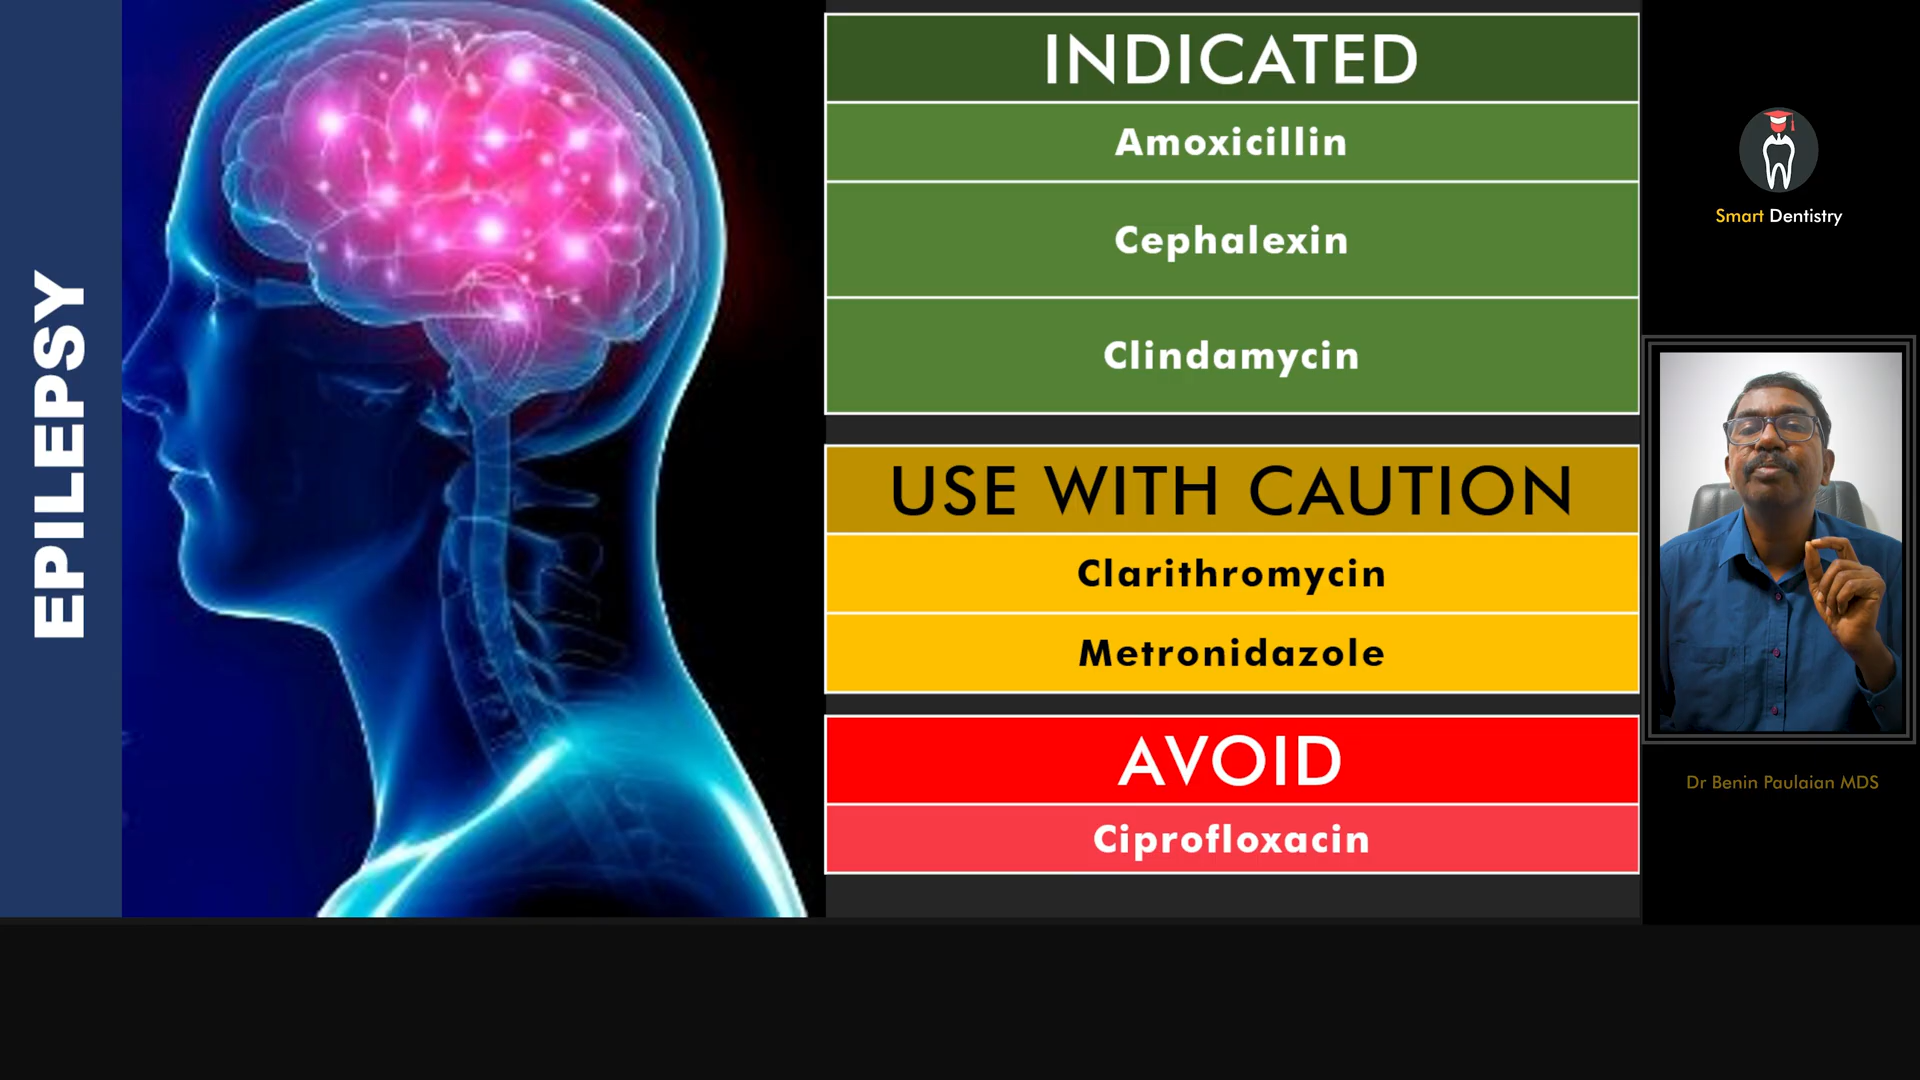 EPILEPSY
INDICATED
Amoxicillin
Cephalexin
Clindamycin
USE WITH CAUTION
Clarithromycin
Metronidazole
AVOID
Ciprofloxacin
Smart Dentistry
Dr Benin Paulaian MDS